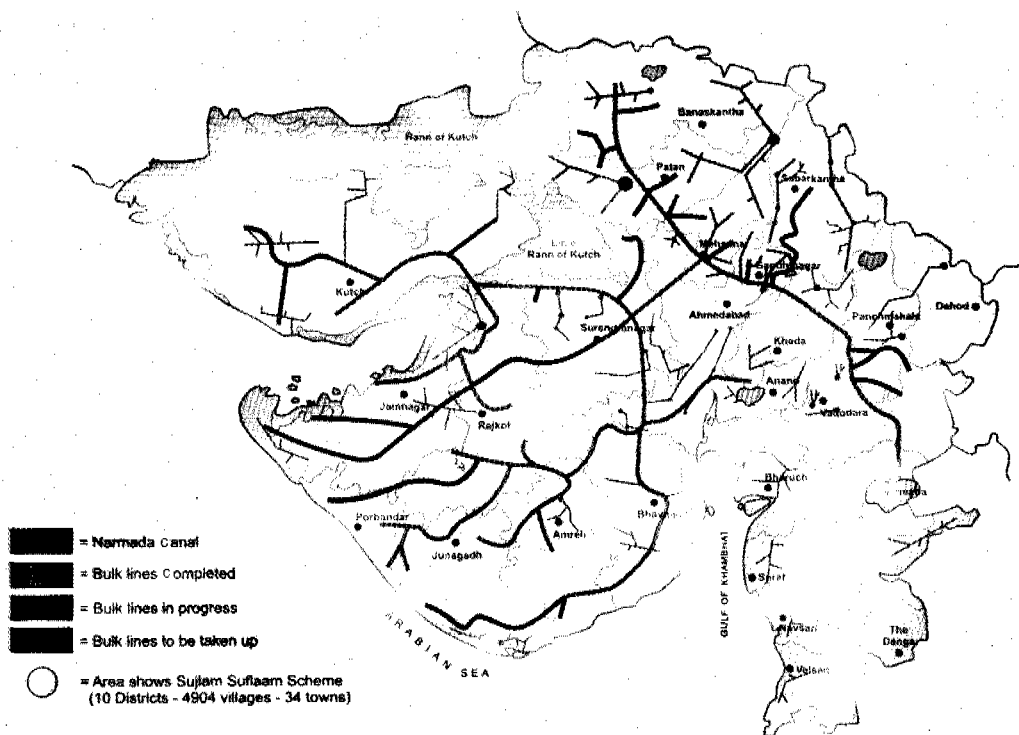 Banaskantha
Rann of Kutch
Patan
Sabarkantha
Mehsana
Rann of Kutch
Gandhinagar
Kutch
Dahod
Ahmedabad
Panchmahals
Surendranagar
Kheda
Anand
Jamnagar
Vadodara
Rajkot
Bharuch
Porbandar
Bhav
Amreli
Junagadh
Surat
GULF OF KHAMBHAT
Navsari
The
Dangs
Valsad
ARABIAN SEA
= Narmada Canal
= Bulk lines Completed
= Bulk lines in progress
= Bulk lines to be taken up
= Area shows Sujlam Suflaam Scheme
(10 Districts - 4904 villages - 34 towns)